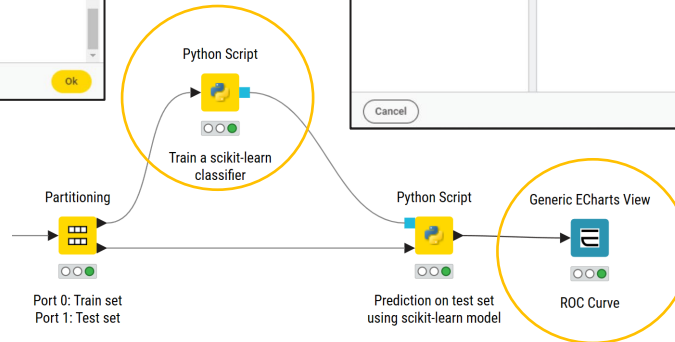 Ok
Cancel
Python Script
Train a scikit-learn
classifier
Partitioning
Port 0: Train set
Port 1: Test set
Python Script
Prediction on test set
using scikit-learn model
Generic ECharts View
ROC Curve